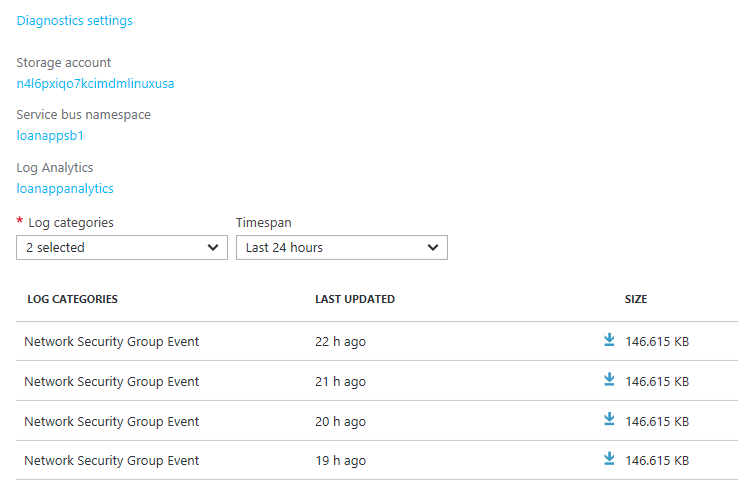 Diagnostics settings
Storage account
n4l6pxiqo7kcimdmlinuxusa
Service bus namespace
loanappsb1
Log Analytics
loanappanalytics
* Log categories Timespan
2 selected Last 24 hours
LOG CATEGORIES LAST UPDATED SIZE
Network Security Group Event 22 h ago 146.615 KB
Network Security Group Event 21 h ago 146.615 KB
Network Security Group Event 20 h ago 146.615 KB
Network Security Group Event 19 h ago 146.615 KB